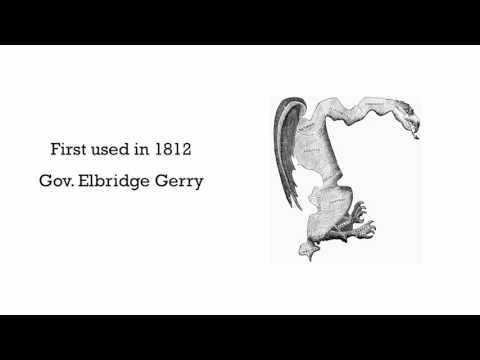 First used in 1812
Gov. Elbridge Gerry